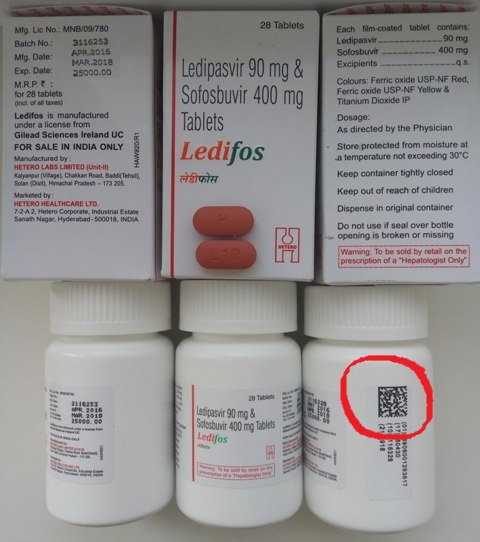 Mfg. Lic No.: MNB/09/780
Batch No.: 3116253
Mfg. Date: APR.2016
Exp. Date: MAR.2018
M.R.P. ₹ : 25000.00
for 28 tablets
(incl. of all taxes)
Ledifos is manufactured
under a license from
Gilead Sciences Ireland UC
FOR SALE IN INDIA ONLY
Manufactured by :
HETERO LABS LIMITED (Unit-II)
Kalyanpur (Village), Chakkan Road, Baddi(Tehsil),
Solan (Distt), Himachal Pradesh – 173 205.
Marketed by :
HETERO HEALTHCARE LTD.
7-2-A 2, Hetero Corporate, Industrial Estate
Sanath Nagar, Hyderabad-500018, INDIA
HAW920/R1
28 Tablets
Ledipasvir 90 mg &
Sofosbuvir 400 mg
Tablets
Ledifos
लेडीफोस
H
L18
HETERO
Each film-coated tablet contains:
Ledipasvir 90 mg
Sofosbuvir 400 mg
Excipients q.s.
Colours: Ferric oxide USP-NF Red,
Ferric oxide USP-NF Yellow &
Titanium Dioxide IP
Dosage:
As directed by the Physician
Store protected from moisture at
a temperature not exceeding 30°C
Keep container tightly closed
Keep out of reach of children
Dispense in original container
Do not use if seal over bottle
opening is broken or missing
Warning: To be sold by retail on the
prescription of a "Hepatologist Only"
3116253
APR.2016
MAR.2018
25000.00
28 Tablets
Ledipasvir 90 mg &
Sofosbuvir 400 mg Tablets
Ledifos
लेडीफोस
Warning: To be sold by retail on the
prescription of a "Hepatologist Only"